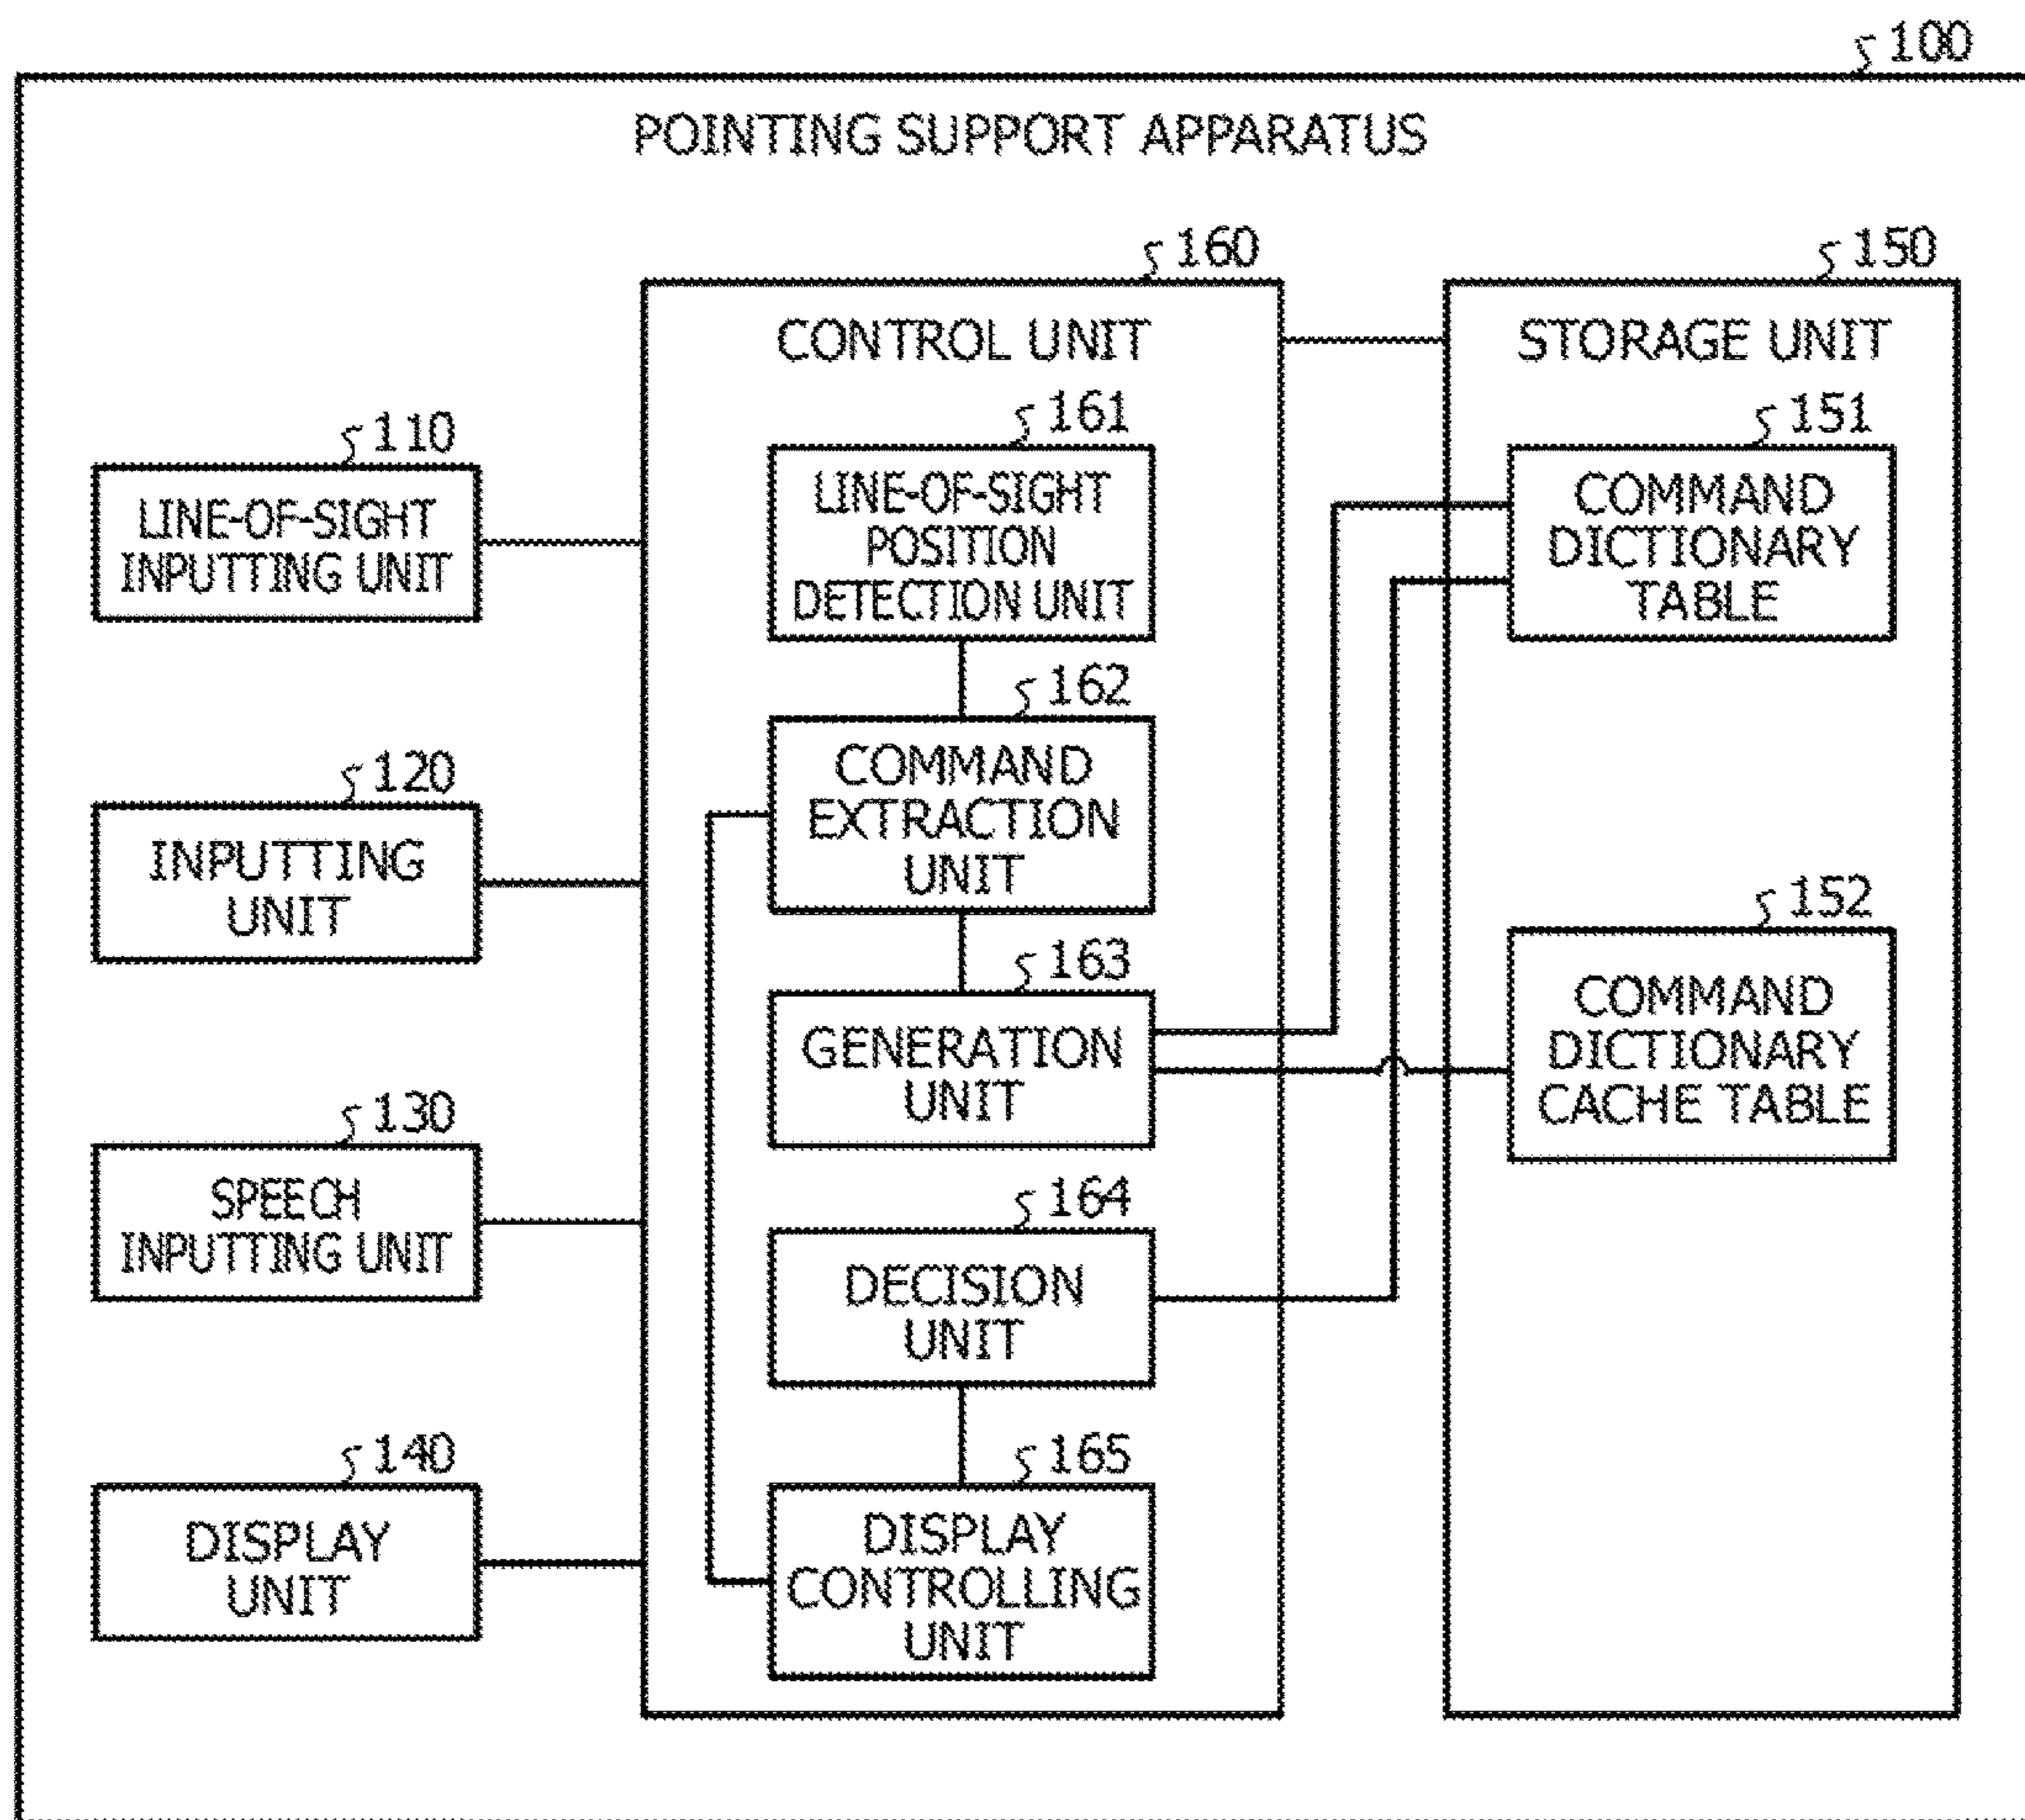 100
POINTING SUPPORT APPARATUS
160
CONTROL UNIT
150
STORAGE UNIT
110
LINE-OF-SIGHT
INPUTTING UNIT
120
INPUTTING
UNIT
130
SPEECH
INPUTTING UNIT
140
DISPLAY
UNIT
161
LINE-OF-SIGHT
POSITION
DETECTION UNIT
162
COMMAND
EXTRACTION
UNIT
163
GENERATION
UNIT
164
DECISION
UNIT
165
DISPLAY
CONTROLLING
UNIT
151
COMMAND
DICTIONARY
TABLE
152
COMMAND
DICTIONARY
CACHE TABLE